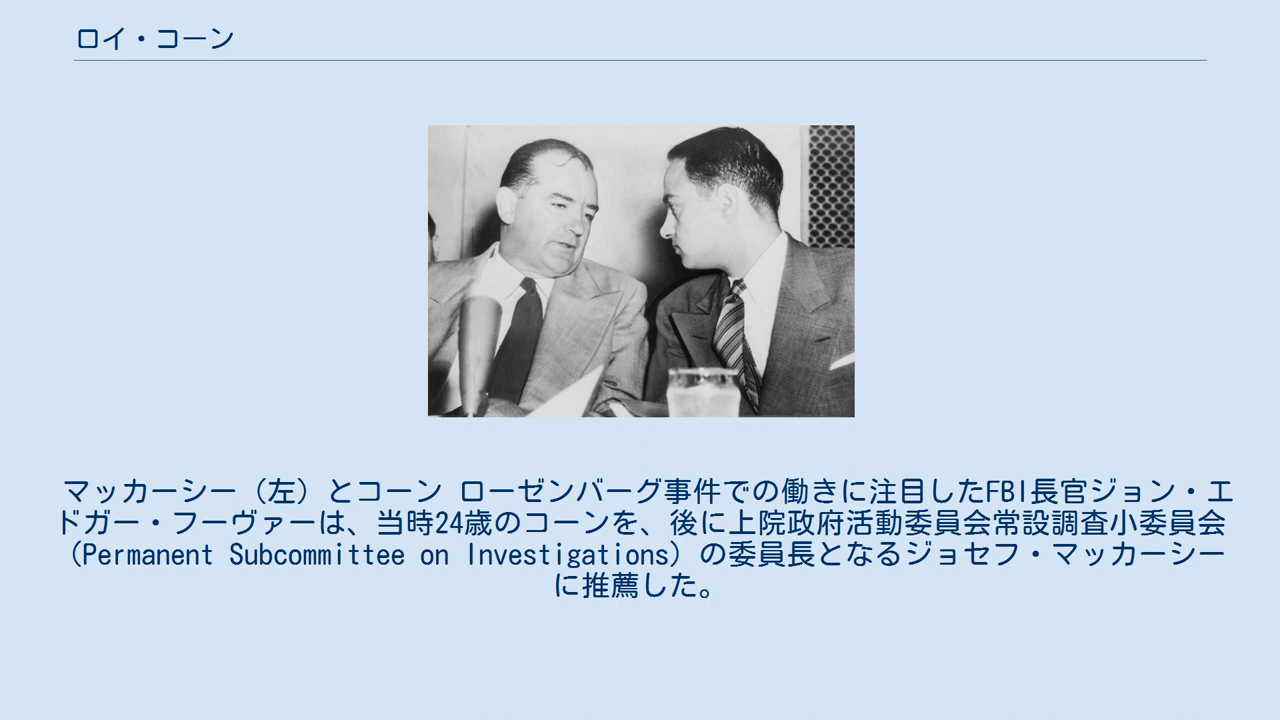 ロイ・コーン
マッカーシー（左）とコーン ローゼンバーグ事件での働きに注目したFBI長官ジョン・エ
ドガー・フーヴァーは、当時24歳のコーンを、後に上院政府活動委員会常設調査小委員会
（Permanent Subcommittee on Investigations）の委員長となるジョセフ・マッカーシー
に推薦した。